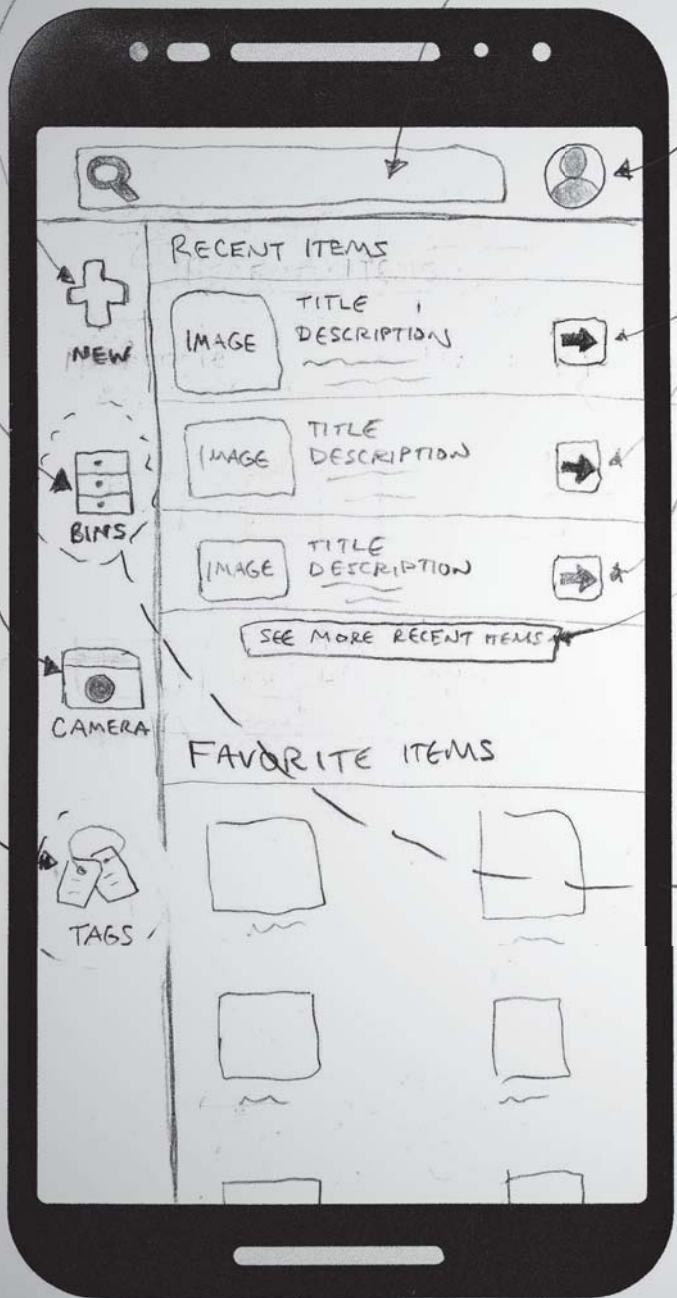 RECENT ITEMS
NEW
IMAGE
TITLE
DESCRIPTION
BINS
IMAGE
TITLE
DESCRIPTION
IMAGE
TITLE
DESCRIPTION
SEE MORE RECENT ITEMS
CAMERA
FAVORITE ITEMS
TAGS